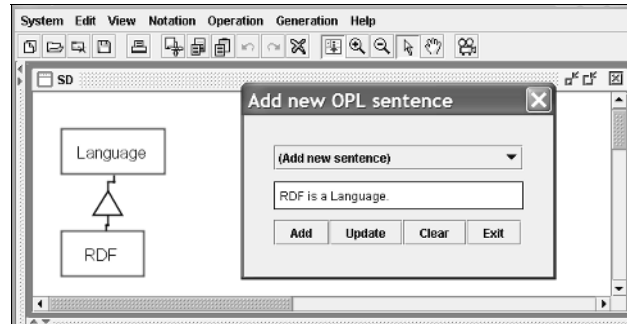 System Edit View Notation Operation Generation Help
SD
Add new OPL sentence
Language
(Add new sentence)
RDF is a Language.
Add Update Clear Exit
RDF